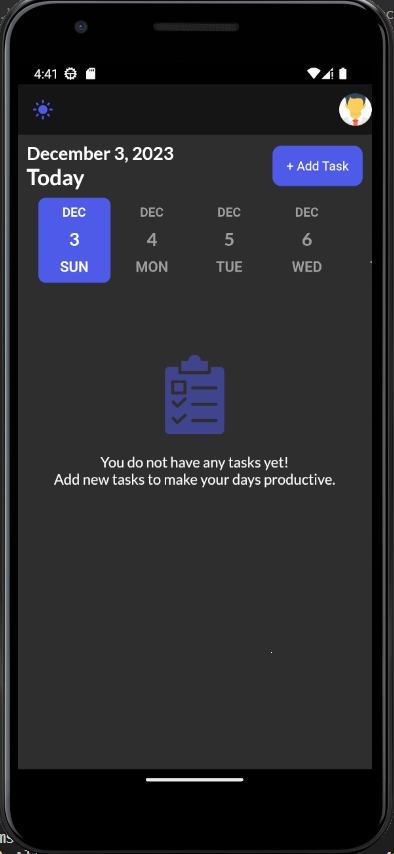 4:41
December 3, 2023
Today
+ Add Task
DEC DEC DEC DEC
3 4 5 6
SUN MON TUE WED
You do not have any tasks yet!
Add new tasks to make your days productive.
ms